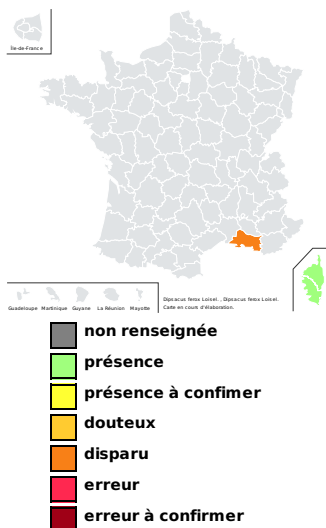 Île-de-France
Guadeloupe Martinique Guyane La Réunion Mayotte
Dipsacus ferox Loisel., , Dipsacus ferox Loisel.
Carte en cours d'élaboration.
non renseignée
présence
présence à confimer
douteux
disparu
erreur
erreur à confirmer